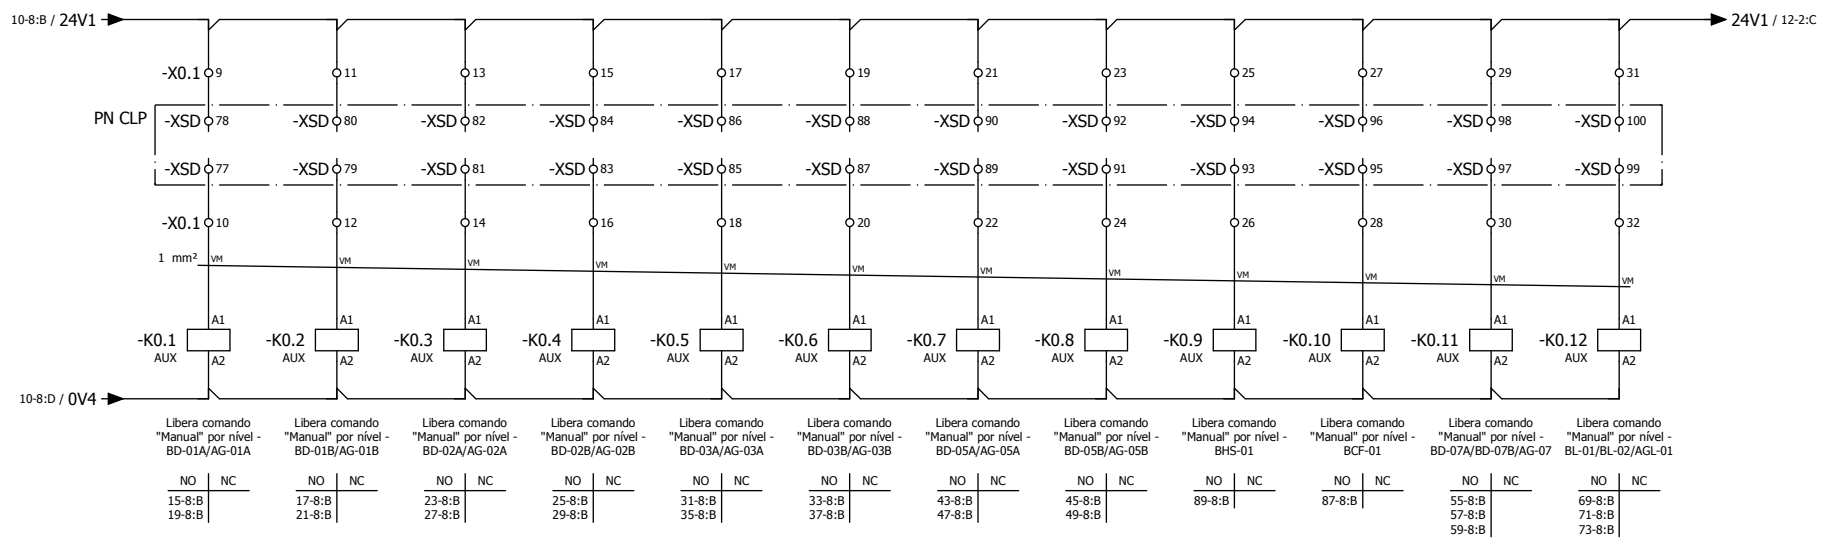 10-8:B / 24V1
24V1 / 12-2:C
-X0.1 9 11 13 15 17 19 21 23 25 27 29 31
PN CLP
-XSD 78 -XSD 80 -XSD 82 -XSD 84 -XSD 86 -XSD 88 -XSD 90 -XSD 92 -XSD 94 -XSD 96 -XSD 98 -XSD 100
-XSD 77 -XSD 79 -XSD 81 -XSD 83 -XSD 85 -XSD 87 -XSD 89 -XSD 91 -XSD 93 -XSD 95 -XSD 97 -XSD 99
-X0.1 10 12 14 16 18 20 22 24 26 28 30 32
1 mm² VM VM VM VM VM VM VM VM VM VM VM VM
A1 A1 A1 A1 A1 A1 A1 A1 A1 A1 A1 A1
-K0.1 -K0.2 -K0.3 -K0.4 -K0.5 -K0.6 -K0.7 -K0.8 -K0.9 -K0.10 -K0.11 -K0.12
AUX A2 AUX A2 AUX A2 AUX A2 AUX A2 AUX A2 AUX A2 AUX A2 AUX A2 AUX A2 AUX A2 AUX A2
10-8:D / 0V4
Libera comando
"Manual" por nível -
BD-01A/AG-01A
Libera comando
"Manual" por nível -
BD-01B/AG-01B
Libera comando
"Manual" por nível -
BD-02A/AG-02A
Libera comando
"Manual" por nível -
BD-02B/AG-02B
Libera comando
"Manual" por nível -
BD-03A/AG-03A
Libera comando
"Manual" por nível -
BD-03B/AG-03B
Libera comando
"Manual" por nível -
BD-05A/AG-05A
Libera comando
"Manual" por nível -
BD-05B/AG-05B
Libera comando
"Manual" por nível -
BHS-01
Libera comando
"Manual" por nível -
BCF-01
Libera comando
"Manual" por nível -
BD-07A/BD-07B/AG-07
Libera comando
"Manual" por nível -
BL-01/BL-02/AGL-01
NO NC NO NC NO NC NO NC NO NC NO NC NO NC NO NC NO NC NO NC NO NC NO NC
15-8:B 17-8:B 23-8:B 25-8:B 31-8:B 33-8:B 43-8:B 45-8:B 89-8:B 87-8:B 55-8:B 69-8:B
19-8:B 21-8:B 27-8:B 29-8:B 35-8:B 37-8:B 47-8:B 49-8:B 57-8:B 71-8:B
59-8:B 73-8:B